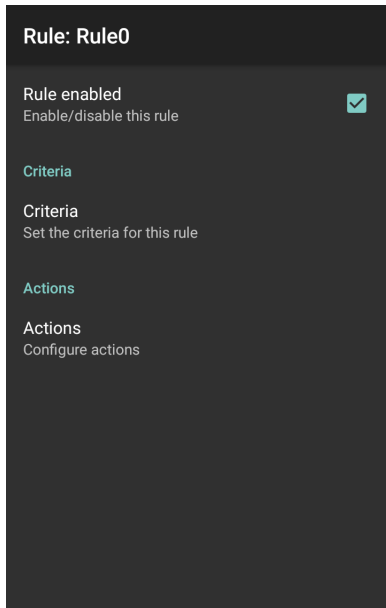 Rule: Rule0
Rule enabled
Enable/disable this rule
Criteria
Criteria
Set the criteria for this rule
Actions
Actions
Configure actions